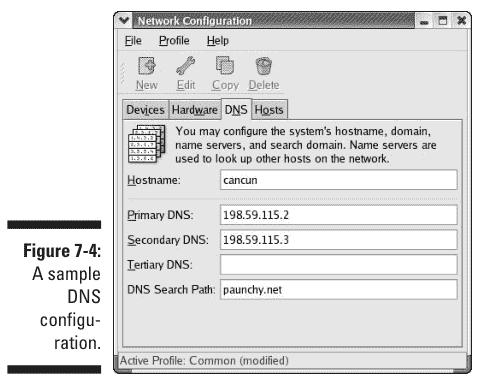 Network Configuration
File Profile Help
New Edit Copy Delete
Devices Hardware DNS Hosts
You may configure the system's hostname, domain,
name servers, and search domain. Name servers are
used to look up other hosts on the network.
Hostname: cancun
Primary DNS: 198.59.115.2
Secondary DNS: 198.59.115.3
Tertiary DNS:
DNS Search Path: paunchy.net
Active Profile: Common (modified)
Figure 7-4:
A sample
DNS
configu-
ration.